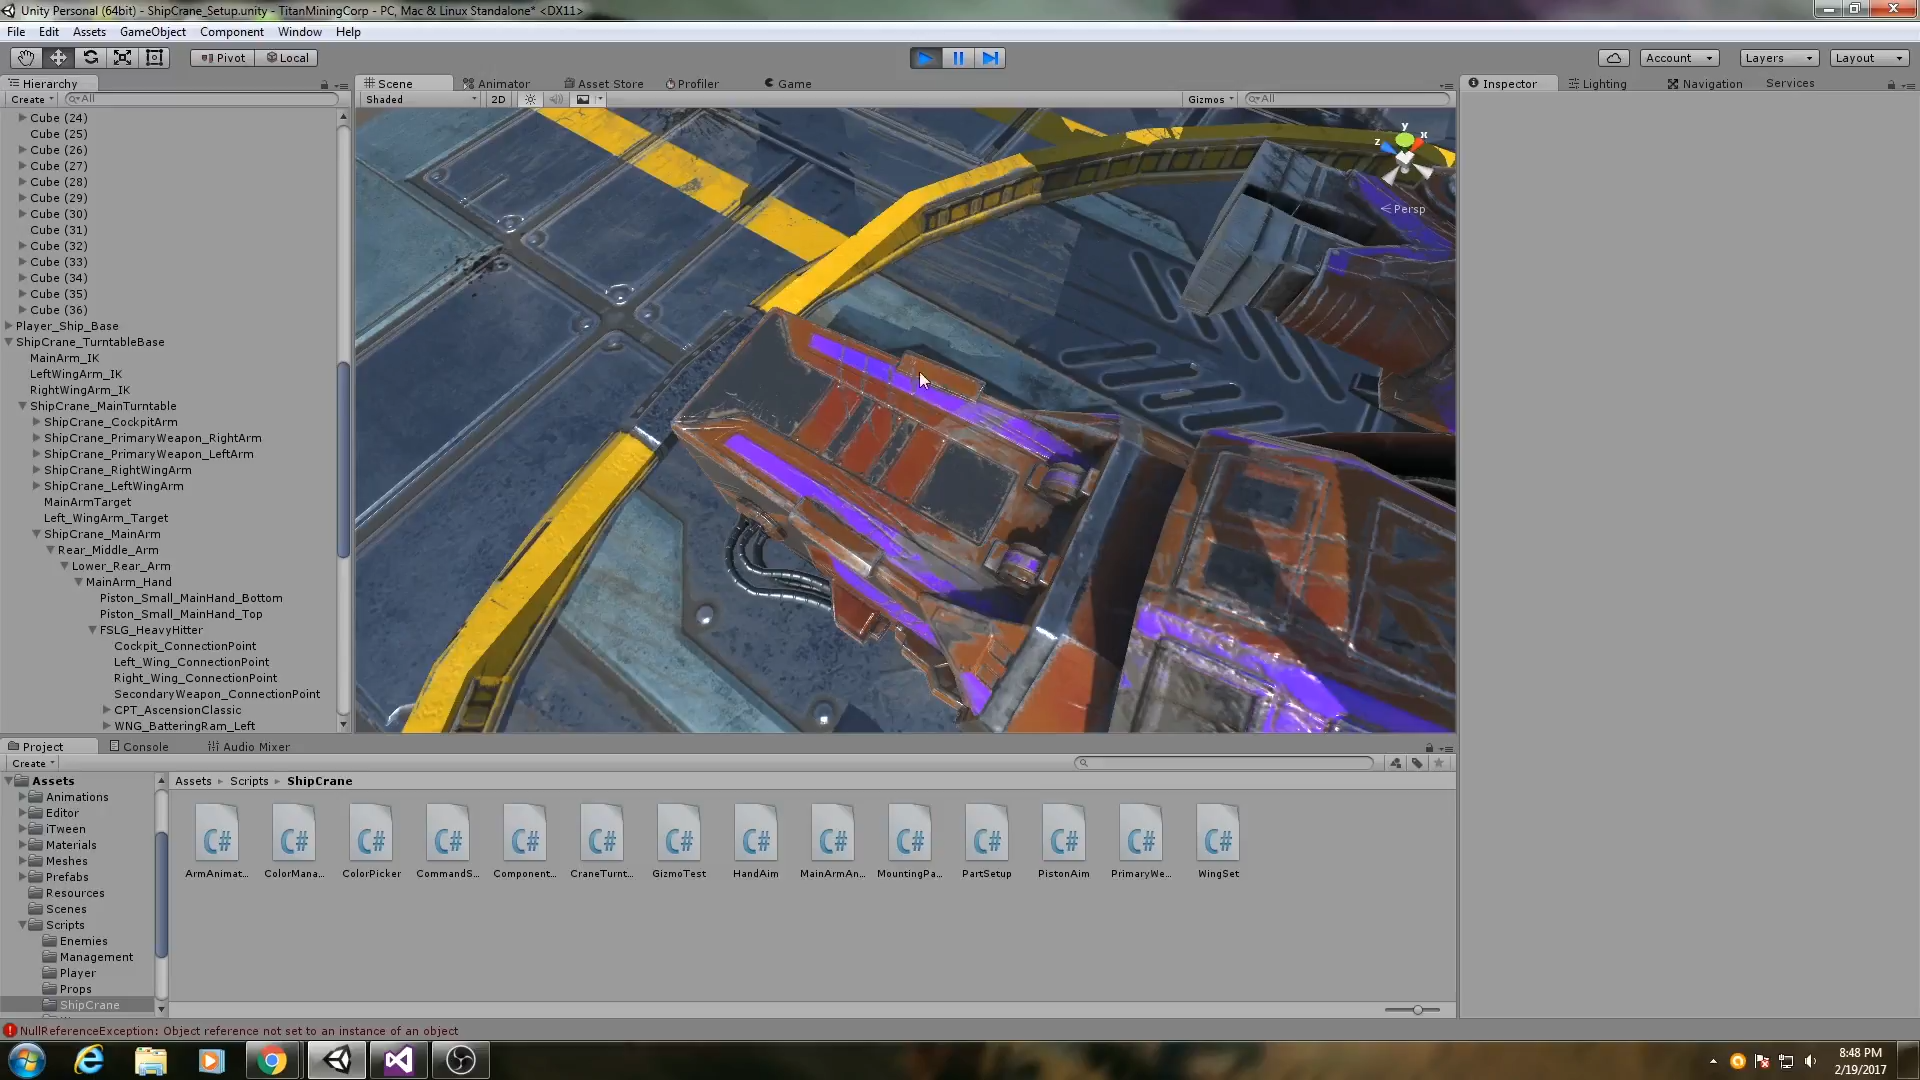 Unity Personal (64bit) - ShipCrane_Setup.unity - TitanMiningCorp - PC, Mac & Linux Standalone* <DX11>
File Edit Assets GameObject Component Window Help
Pivot Local
Account Layers Layout
Hierarchy
Create All
Cube (24)
Cube (25)
Cube (26)
Cube (27)
Cube (28)
Cube (29)
Cube (30)
Cube (31)
Cube (32)
Cube (33)
Cube (34)
Cube (35)
Cube (36)
Player_Ship_Base
ShipCrane_TurntableBase
MainArm_IK
LeftWingArm_IK
RightWingArm_IK
ShipCrane_MainTurntable
ShipCrane_CockpitArm
ShipCrane_PrimaryWeapon_RightArm
ShipCrane_PrimaryWeapon_LeftArm
ShipCrane_RightWingArm
ShipCrane_LeftWingArm
MainArmTarget
Left_WingArm_Target
ShipCrane_MainArm
Rear_Middle_Arm
Lower_Rear_Arm
MainArm_Hand
Piston_Small_MainHand_Bottom
Piston_Small_MainHand_Top
FSLG_HeavyHitter
Cockpit_ConnectionPoint
Left_Wing_ConnectionPoint
Right_Wing_ConnectionPoint
SecondaryWeapon_ConnectionPoint
CPT_AscensionClassic
WNG_BatteringRam_Left
Scene Animator Asset Store Profiler Game
Shaded 2D Gizmos All
y
x
z
Persp
Inspector Lighting Navigation Services
Project Console Audio Mixer
Create
Assets
Animations
Editor
iTween
Materials
Meshes
Prefabs
Resources
Scenes
Scripts
Enemies
Management
Player
Props
ShipCrane
Assets Scripts ShipCrane
C# C# C# C# C# C# C# C# C# C# C# C# C# C#
ArmAnimat... ColorMana... ColorPicker CommandS... Component... CraneTurnt... GizmoTest HandAim MainArmAn... MountingPa... PartSetup PistonAim PrimaryWe... WingSet
NullReferenceException: Object reference not set to an instance of an object
8:48 PM
2/19/2017